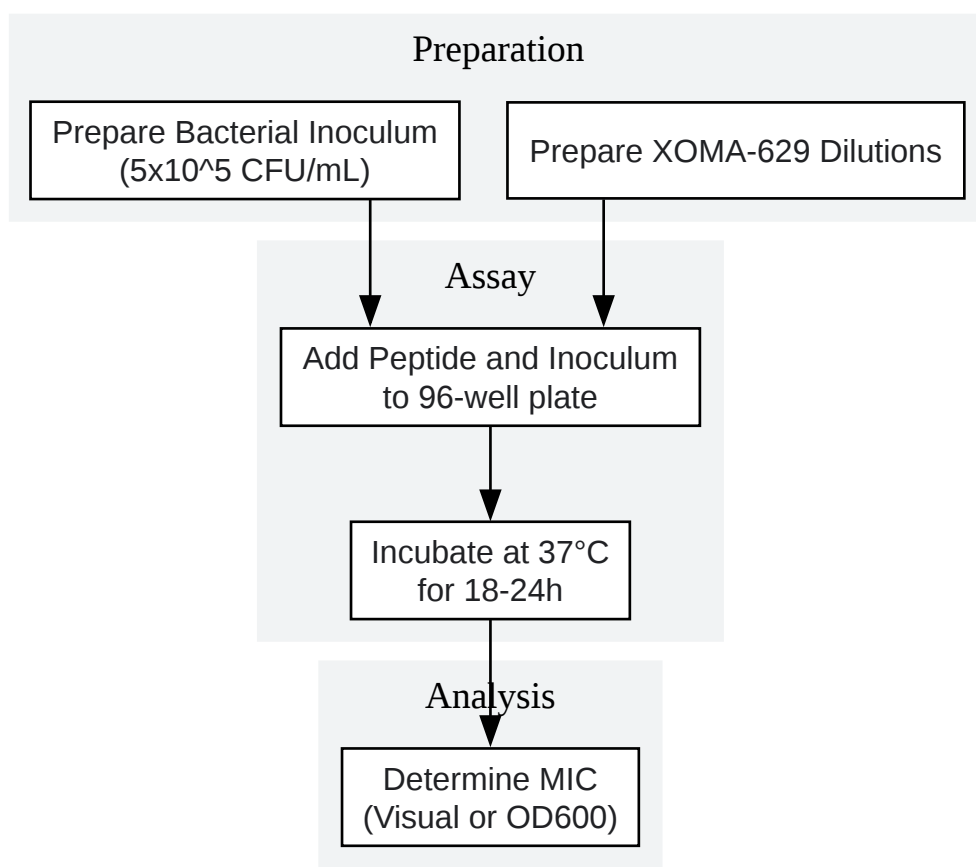 Preparation
Prepare Bacterial Inoculum
(5x10^5 CFU/mL)
Prepare XOMA-629 Dilutions
Assay
Add Peptide and Inoculum
to 96-well plate
Incubate at 37°C
for 18-24h
Analysis
Determine MIC
(Visual or OD600)